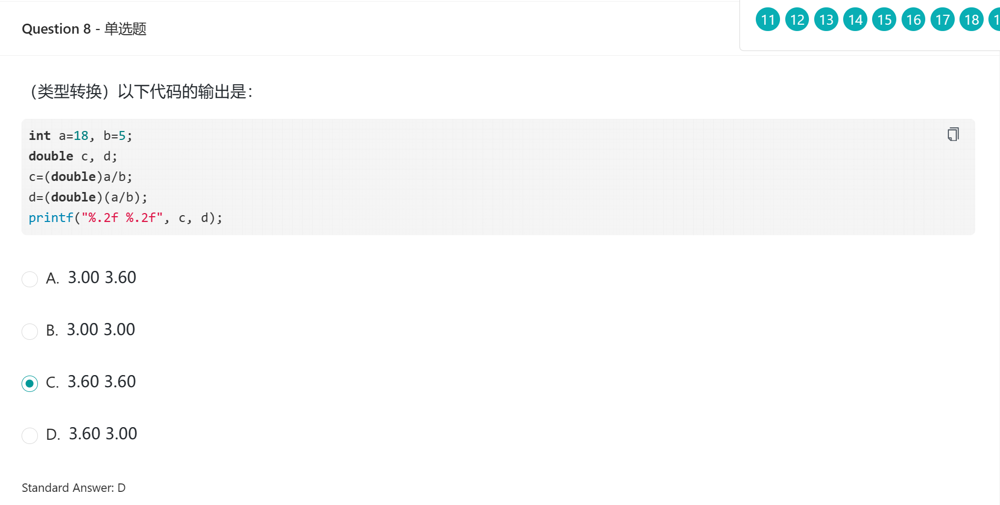 Question 8 - 单选题
11 12 13 14 15 16 17 18
（类型转换）以下代码的输出是：
int a=18, b=5;
double c, d;
c=(double)a/b;
d=(double)(a/b);
printf("%.2f %.2f", c, d);
A. 3.00 3.60
B. 3.00 3.00
C. 3.60 3.60
D. 3.60 3.00
Standard Answer: D